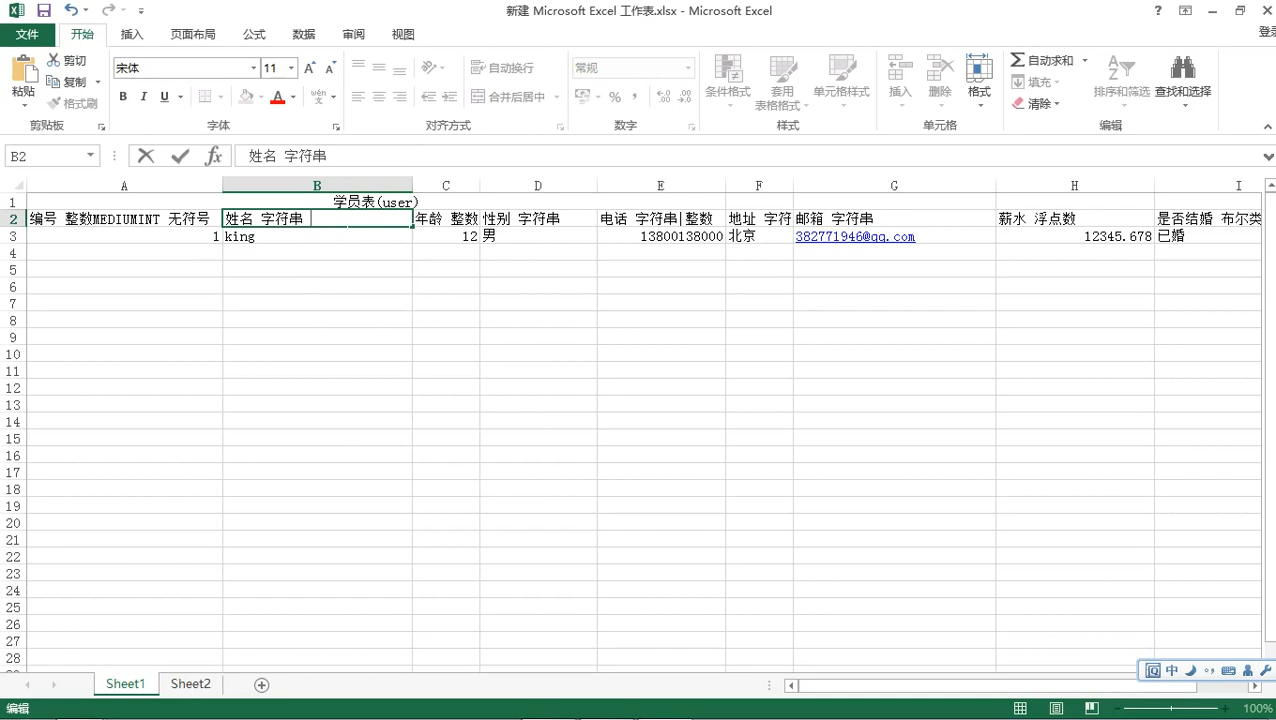 新建 Microsoft Excel 工作表.xlsx - Microsoft Excel
文件 开始 插入 页面布局 公式 数据 审阅 视图 登录
粘贴 剪切 复制 格式刷
宋体 11 A A
B I U A
自动换行
合并后居中
常规
条件格式 套用 表格格式 单元格样式
插入 删除 格式
自动求和
填充
清除
排序和筛选 查找和选择
剪贴板 字体 对齐方式 数字 样式 单元格 编辑
B2 fx 姓名 字符串
A B C D E F G H I
1 学员表(user)
2 编号 整数MEDIUMINT 无符号 姓名 字符串 年龄 整数 性别 字符串 电话 字符串|整数 地址 字符 邮箱 字符串 薪水 浮点数 是否结婚 布尔类
3 1 king 12 男 13800138000 北京 382771946@qq.com 12345.678 已婚
4
5
6
7
8
9
10
11
12
13
14
15
16
17
18
19
20
21
22
23
24
25
26
27
28
中
Sheet1 Sheet2
编辑 100%